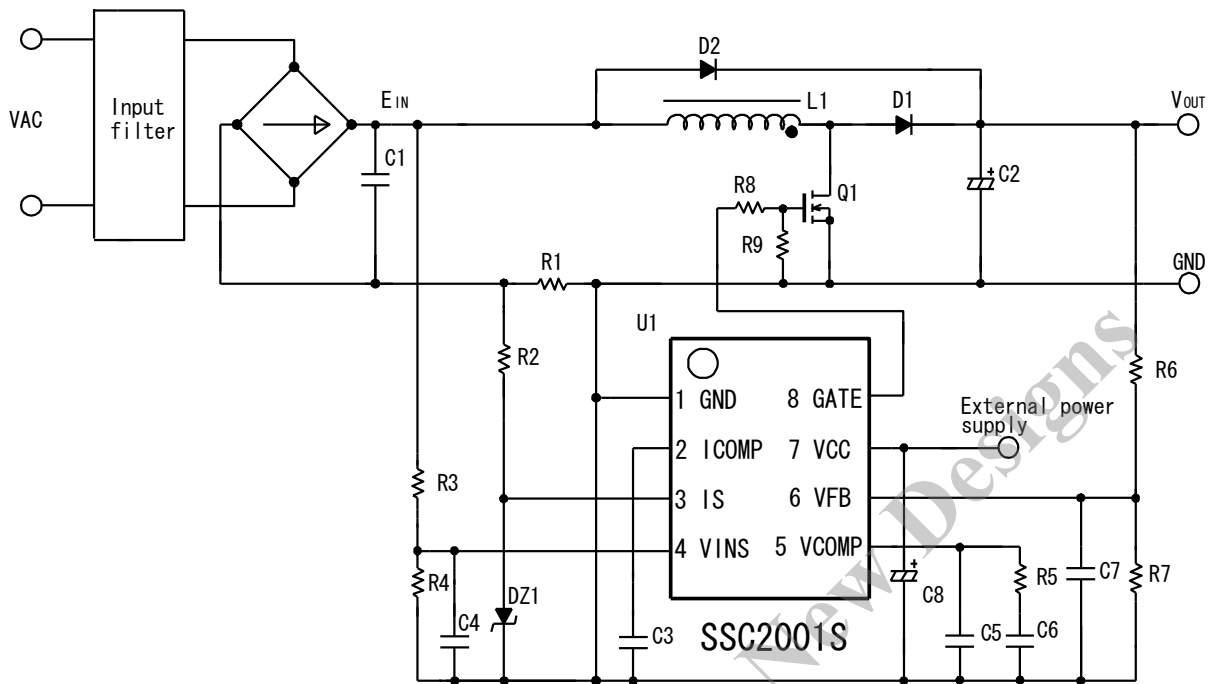 D2
Input
filter
VAC
EIN
L1
D1
VOUT
C1
C2
R8
Q1
R9
R1
GND
U1
R2
R6
1 GND
8 GATE
External power
supply
2 ICOMP
7 VCC
R3
3 IS
6 VFB
4 VINS
5 VCOMP
R4
DZ1
C4
C3
C8
R5
C7
R7
C5
C6
SSC2001S
New Designs